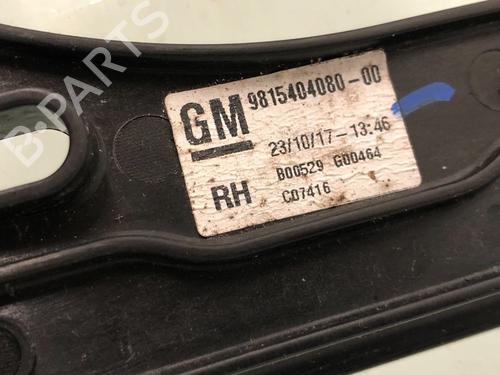 GM 9815404080-00
23/10/17-13:46
RH B00529 G00464
C07416
B-PARTS